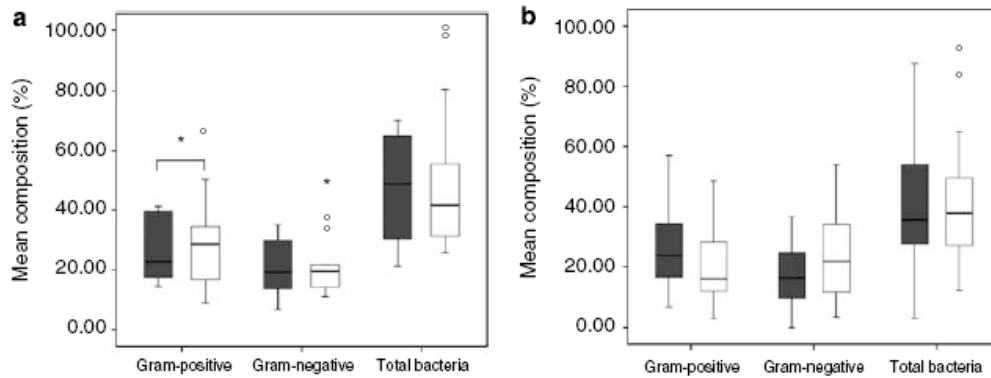 a
Mean composition (%)
100.00
80.00
60.00
40.00
20.00
0.00
*
*
Gram-positive
Gram-negative
Total bacteria
b
Mean composition (%)
100.00
80.00
60.00
40.00
20.00
0.00
Gram-positive
Gram-negative
Total bacteria